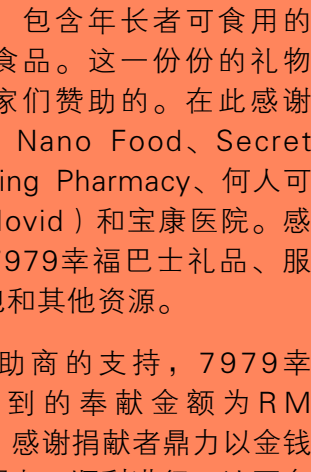 包含年长者可食用的
食品。这一份份的礼物
家们赞助的。在此感谢
Nano Food、Secret
ing Pharmacy、何人可
ovid）和宝康医院。感
7979幸福巴士礼品、服
和其他资源。
助商的支持，7979幸
到的奉献金额为RM
感谢捐献者鼎力以金钱